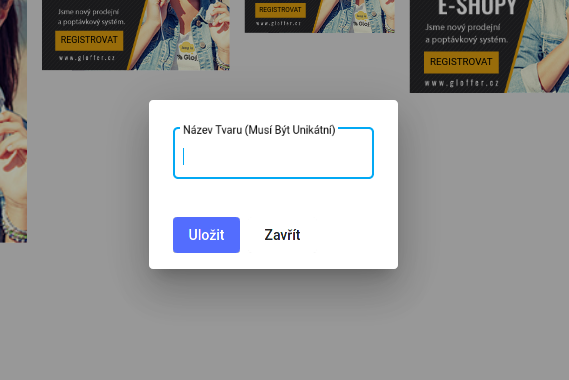 E-SHOPY
Jsme nový prodejní
a poptávkový systém.
REGISTROVAT
www.gloffer.cz
REGISTROVAT
www.gloffer.cz
Jsme nový prodejní
a poptávkový systém.
REGISTROVAT
www.gloffer.cz
Název Tvaru (Musí Být Unikátní)
Uložit
Zavřít